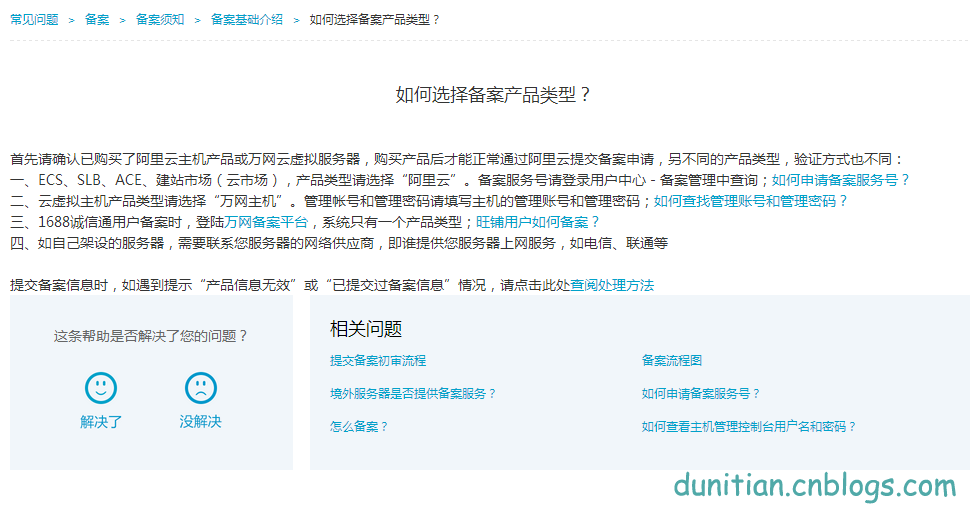 常见问题 > 备案 > 备案须知 > 备案基础介绍 > 如何选择备案产品类型？
如何选择备案产品类型？
首先请确认已购买了阿里云主机产品或万网云虚拟服务器，购买产品后才能正常通过阿里云提交备案申请，另不同的产品类型，验证方式也不同：
一、ECS、SLB、ACE、建站市场（云市场），产品类型请选择“阿里云”。备案服务号请登录用户中心 - 备案管理中查询；如何申请备案服务号？
二、云虚拟主机产品类型请选择“万网主机”。管理帐号和管理密码请填写主机的管理账号和管理密码；如何查找管理账号和管理密码？
三、1688诚信通用户备案时，登陆万网备案平台，系统只有一个产品类型；旺铺用户如何备案？
四、如自己架设的服务器，需要联系您服务器的网络供应商，即谁提供您服务器上网服务，如电信、联通等
提交备案信息时，如遇到提示“产品信息无效”或“已提交过备案信息”情况，请点击此处查阅处理方法
这条帮助是否解决了您的问题？
解决了 没解决
相关问题
提交备案初审流程 备案流程图
境外服务器是否提供备案服务？ 如何申请备案服务号？
怎么备案？ 如何查看主机管理控制台用户名和密码？
dunitian.cnblogs.com